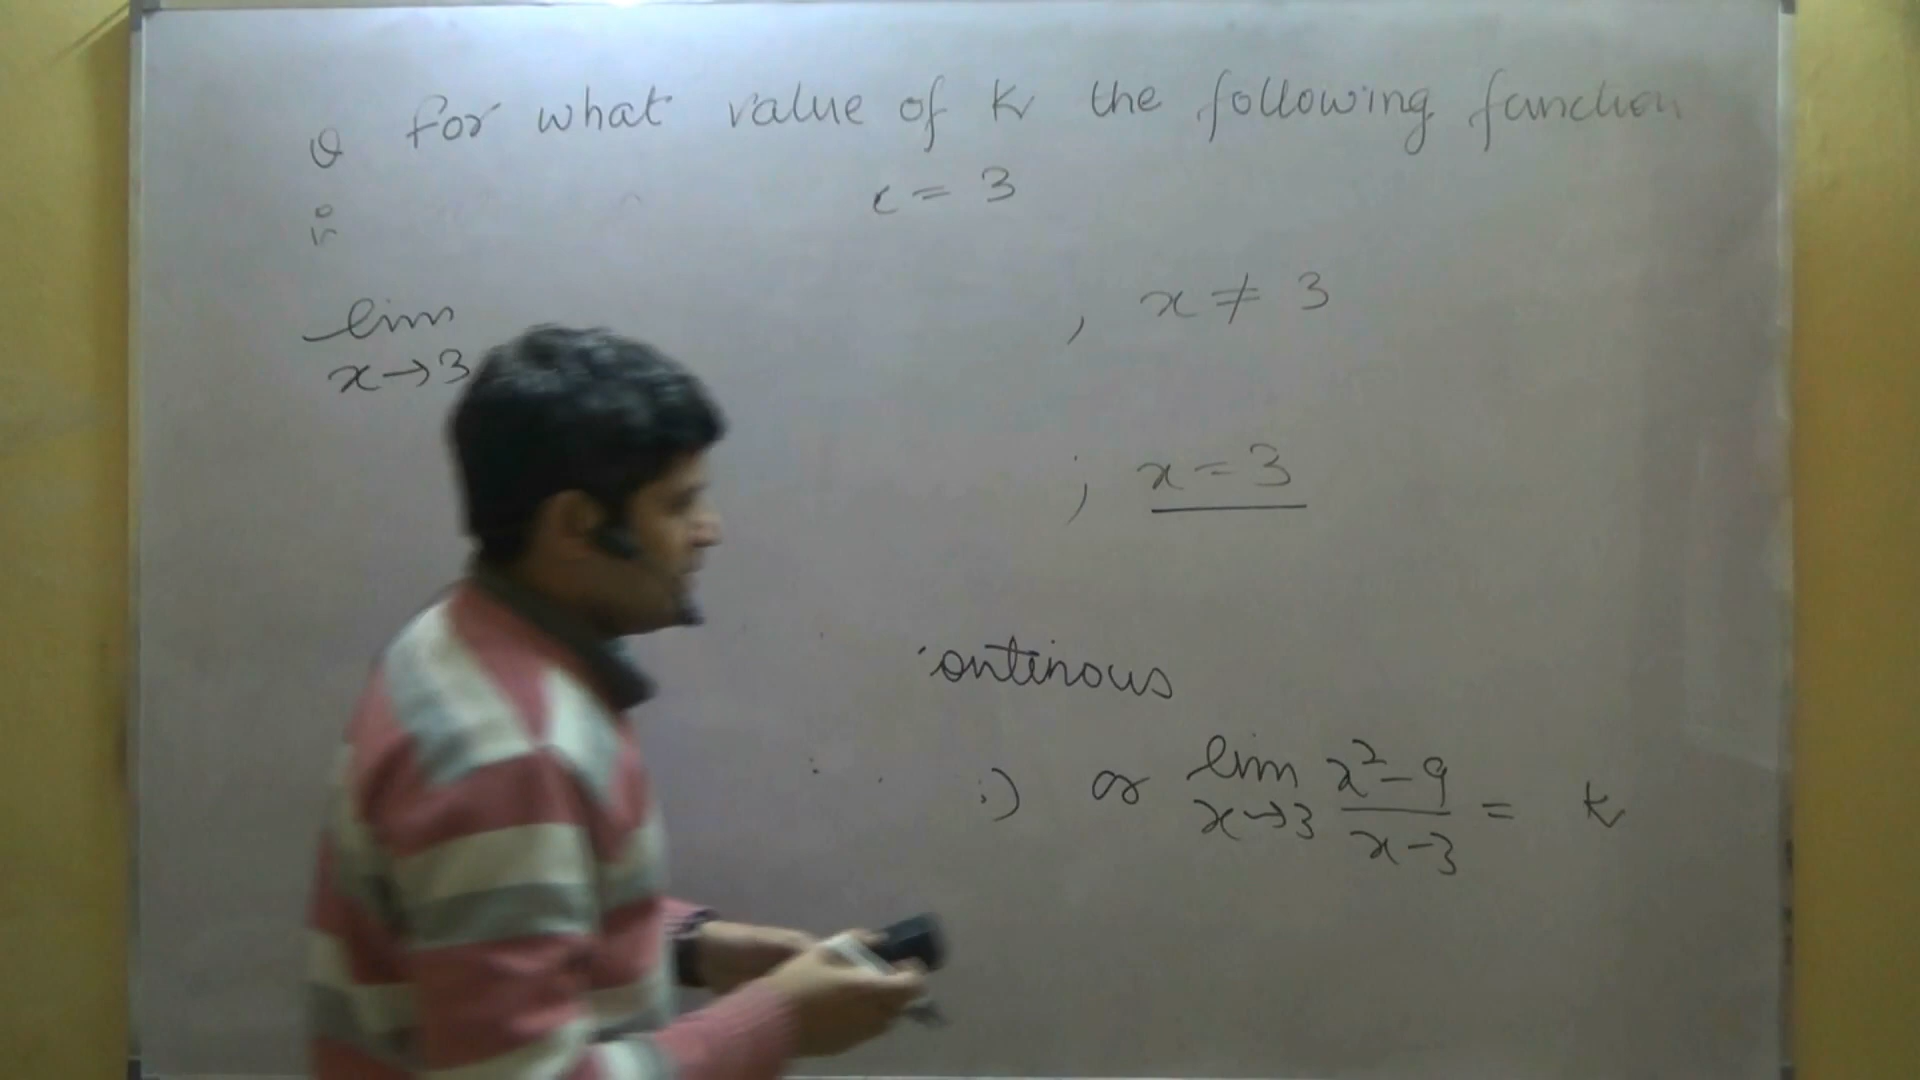 Q For what value of K the following function
is = 3
lim , x ≠ 3
x→3
; x = 3
ontinous
or lim x²-9 = k
x→3 x-3